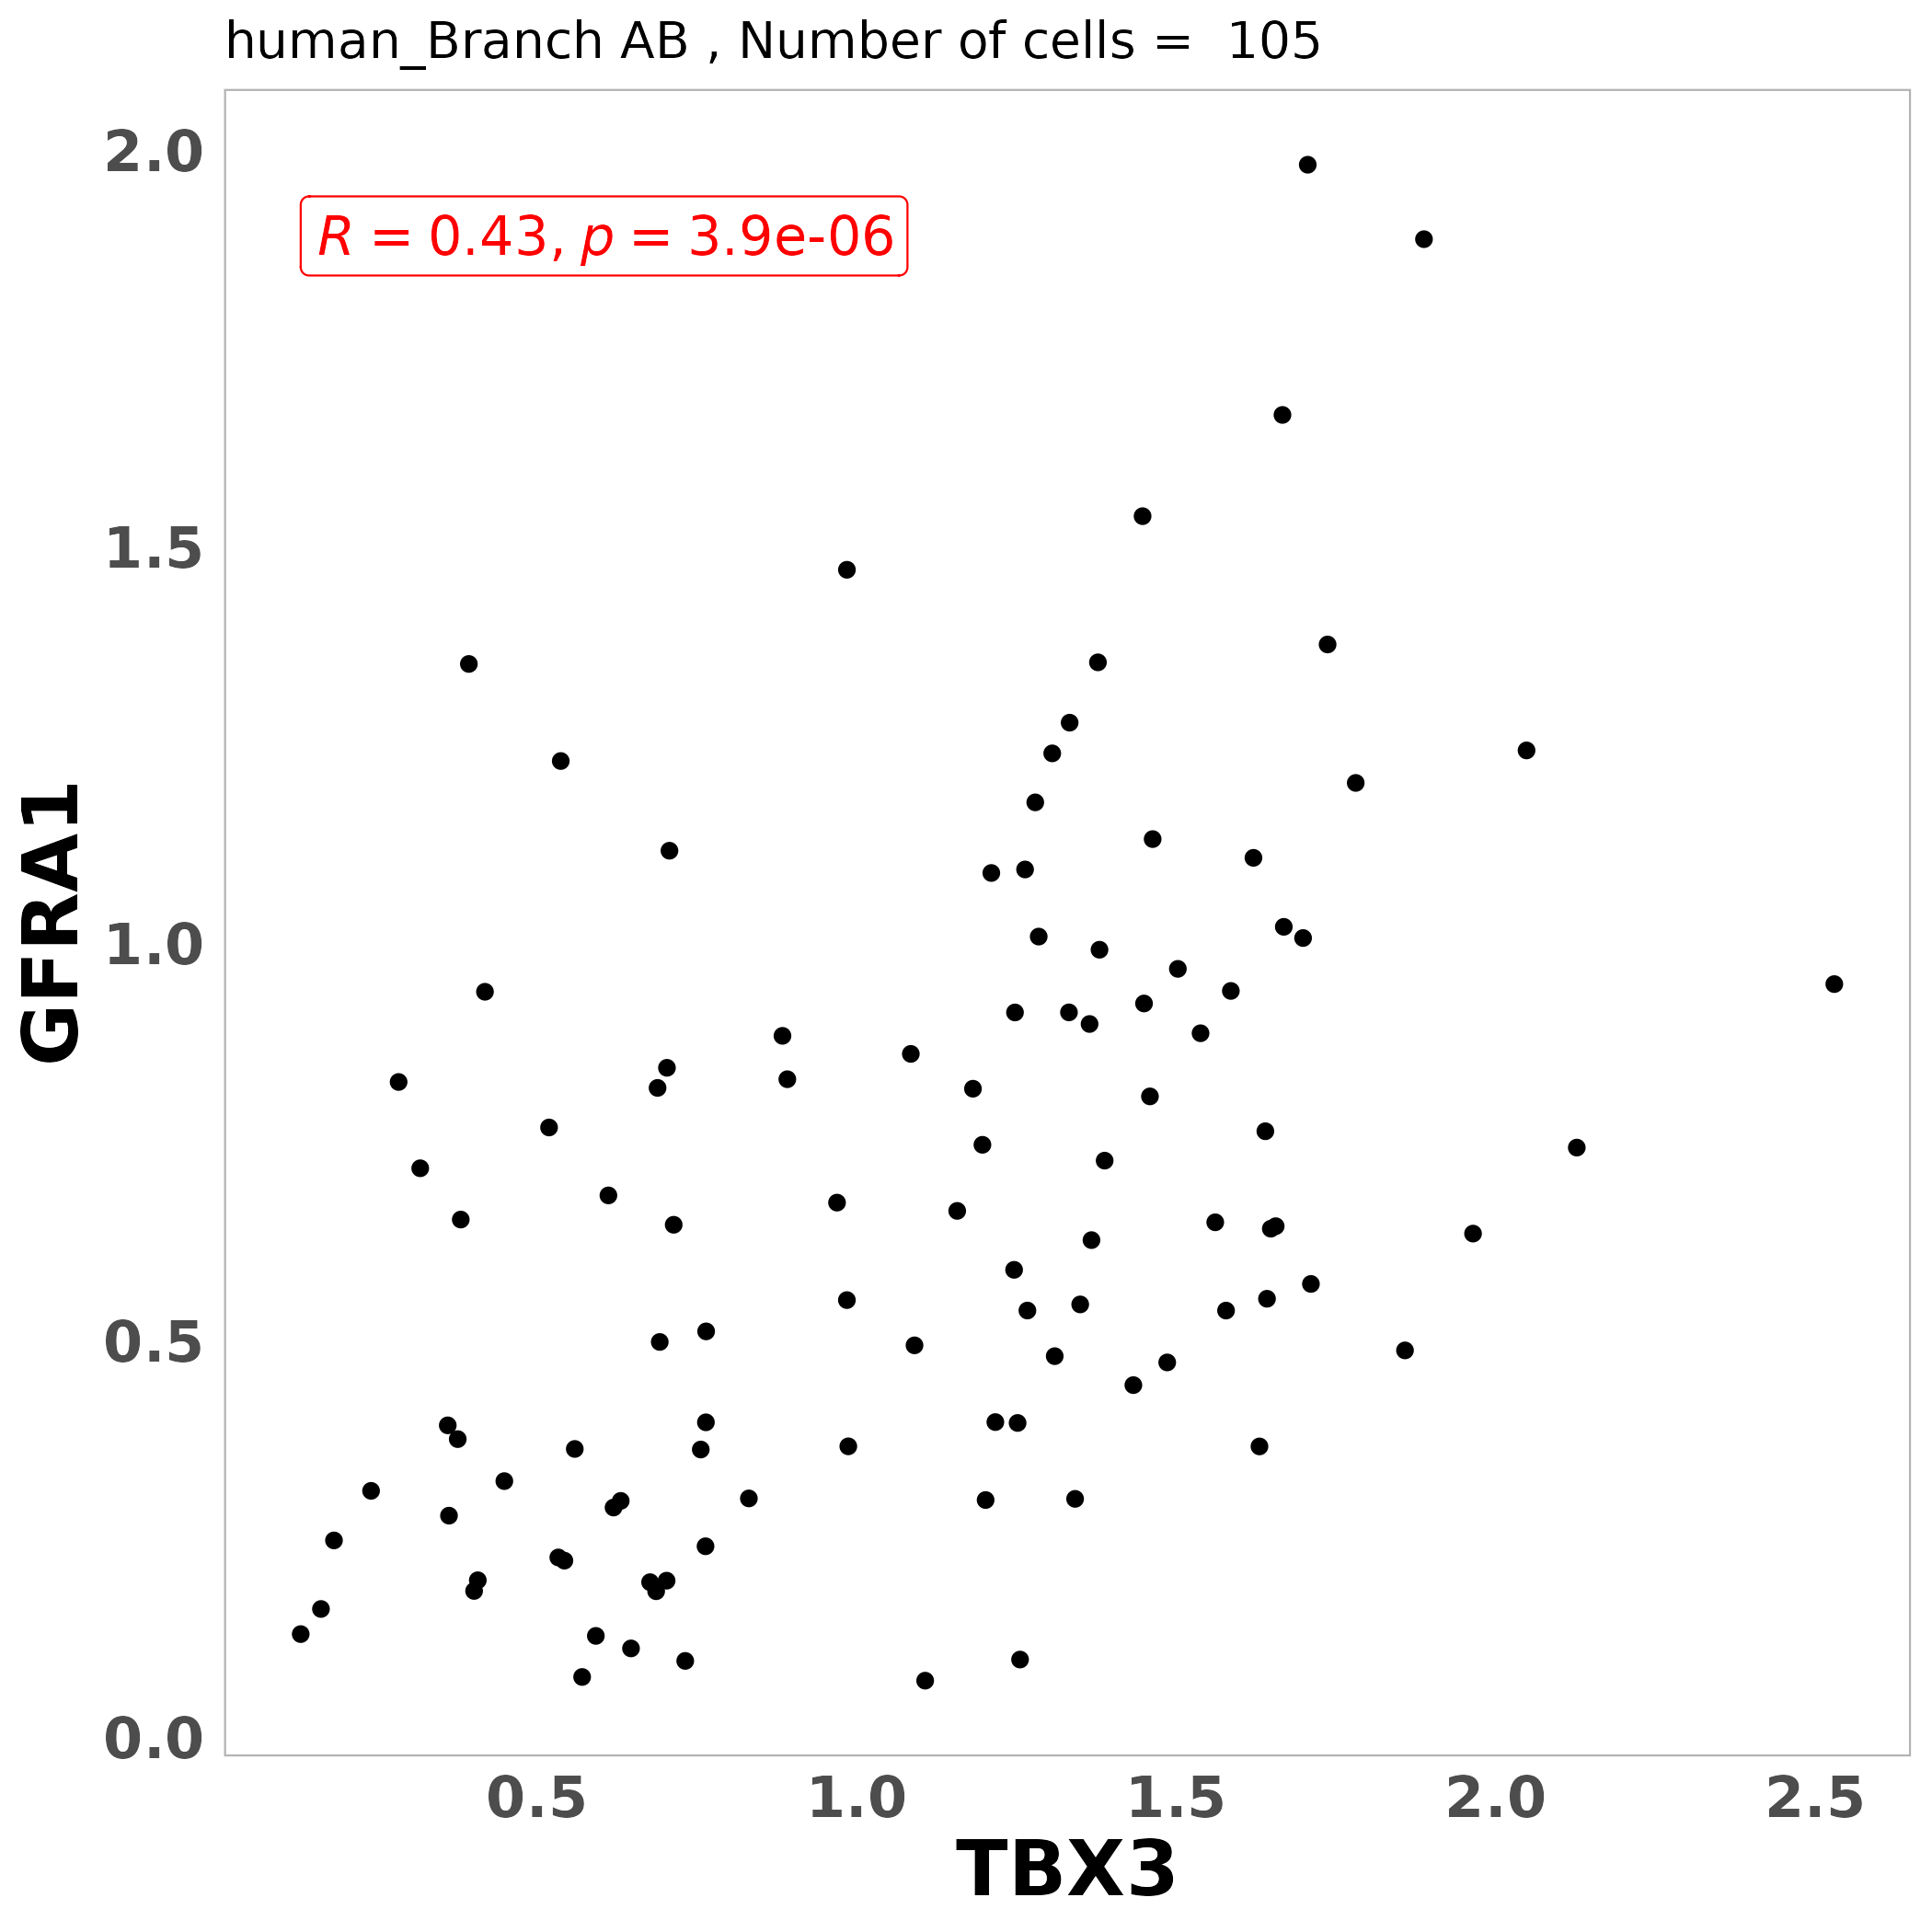 human_Branch AB , Number of cells =  105
R = 0.43, p = 3.9e-06
GFRA1
2.0
1.5
1.0
0.5
0.0
0.5 1.0 1.5 2.0 2.5
TBX3